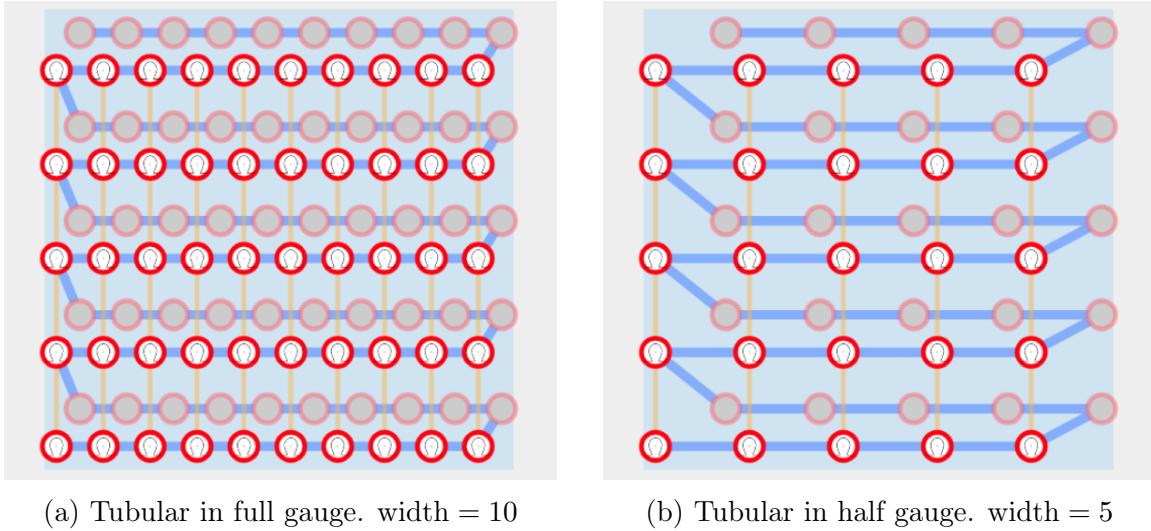 (a) Tubular in full gauge. width = 10
(b) Tubular in half gauge. width = 5